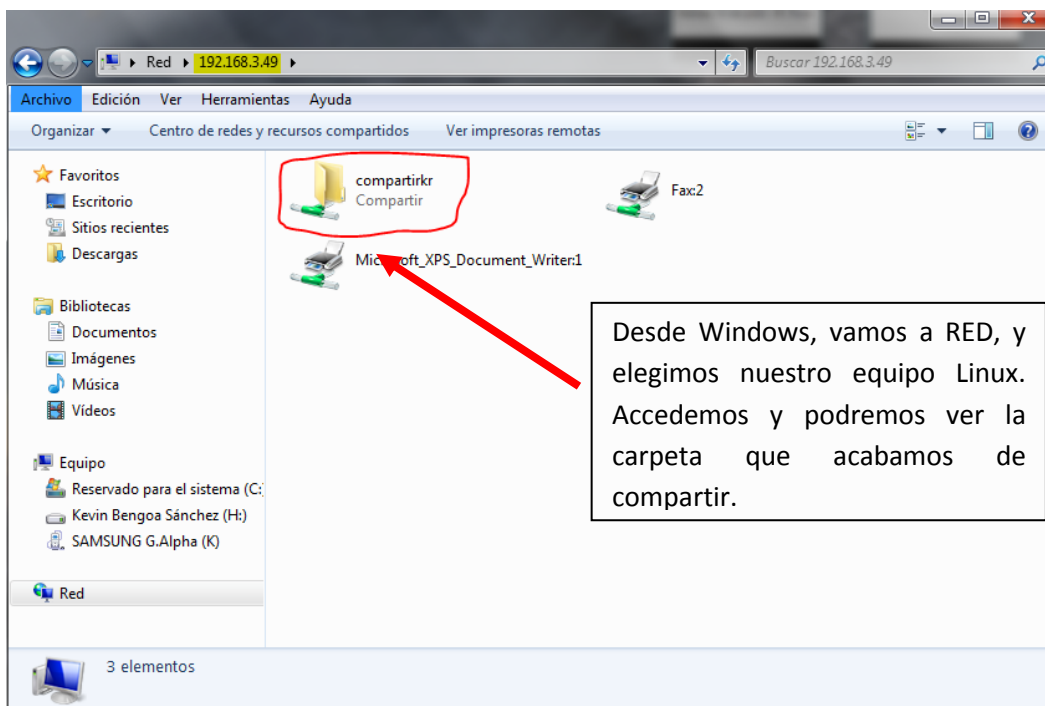 Red 192.168.3.49
Buscar 192.168.3.49
Archivo Edición Ver Herramientas Ayuda
Organizar Centro de redes y recursos compartidos Ver impresoras remotas
Favoritos
Escritorio
Sitios recientes
Descargas
Bibliotecas
Documentos
Imágenes
Música
Vídeos
Equipo
Reservado para el sistema (C:
Kevin Bengoa Sánchez (H:)
SAMSUNG G.Alpha (K)
Red
compartirkr
Compartir
Fax:2
Microsoft_XPS_Document_Writer:1
Desde Windows, vamos a RED, y
elegimos nuestro equipo Linux.
Accedemos y podremos ver la
carpeta que acabamos de
compartir.
3 elementos